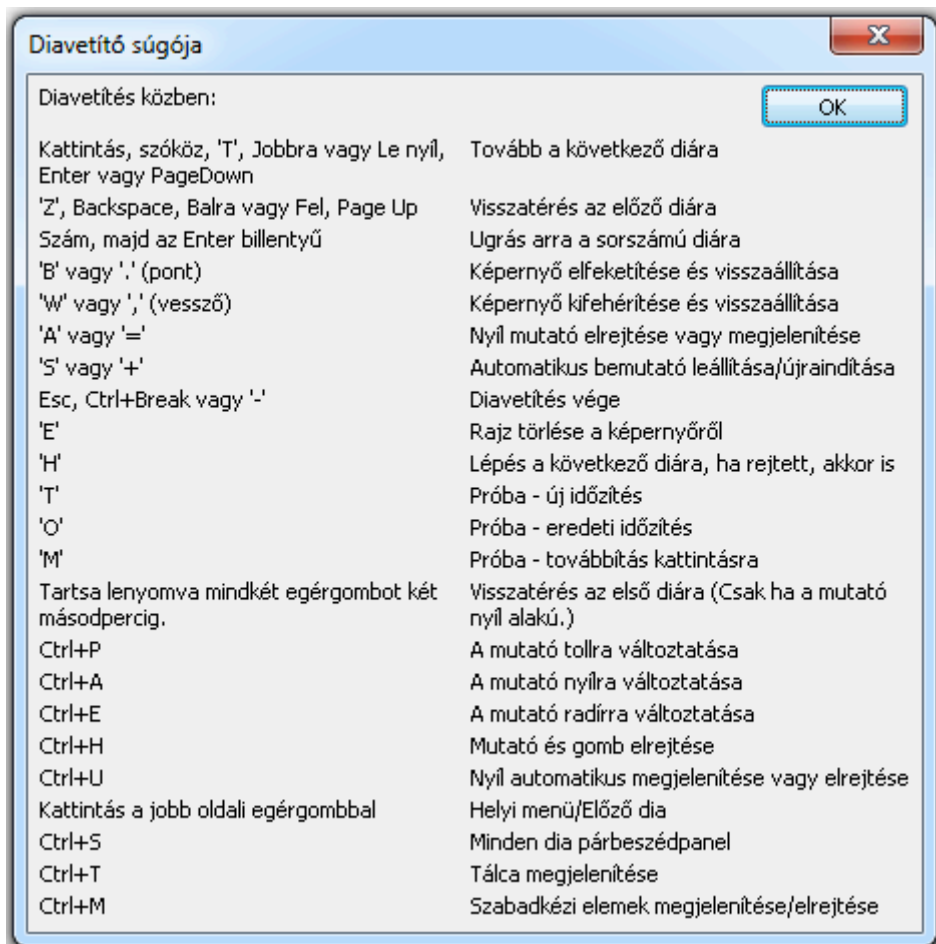 Diavetítő súgója
Diavetítés közben:
OK
Kattintás, szóköz, 'T', Jobbra vagy Le nyíl, Tovább a következő diára
Enter vagy PageDown
'Z', Backspace, Balra vagy Fel, Page Up Visszatérés az előző diára
Szám, majd az Enter billentyű Ugrás arra a sorszámú diára
'B' vagy '.' (pont) Képernyő elfeketítése és visszaállítása
'W' vagy ',' (vessző) Képernyő kifehérítése és visszaállítása
'A' vagy '=' Nyíl mutató elrejtése vagy megjelenítése
'S' vagy '+' Automatikus bemutató leállítása/újraindítása
Esc, Ctrl+Break vagy '-' Diavetítés vége
'E' Rajz törlése a képernyőről
'H' Lépés a következő diára, ha rejtett, akkor is
'T' Próba - új időzítés
'O' Próba - eredeti időzítés
'M' Próba - továbbítás kattintásra
Tartsa lenyomva mindkét egérgombot két Visszatérés az első diára (Csak ha a mutató
másodpercig. nyíl alakú.)
Ctrl+P A mutató tollra változtatása
Ctrl+A A mutató nyílra változtatása
Ctrl+E A mutató radírra változtatása
Ctrl+H Mutató és gomb elrejtése
Ctrl+U Nyíl automatikus megjelenítése vagy elrejtése
Kattintás a jobb oldali egérgombbal Helyi menü/Előző dia
Ctrl+S Minden dia párbeszédpanel
Ctrl+T Tálca megjelenítése
Ctrl+M Szabadkézi elemek megjelenítése/elrejtése